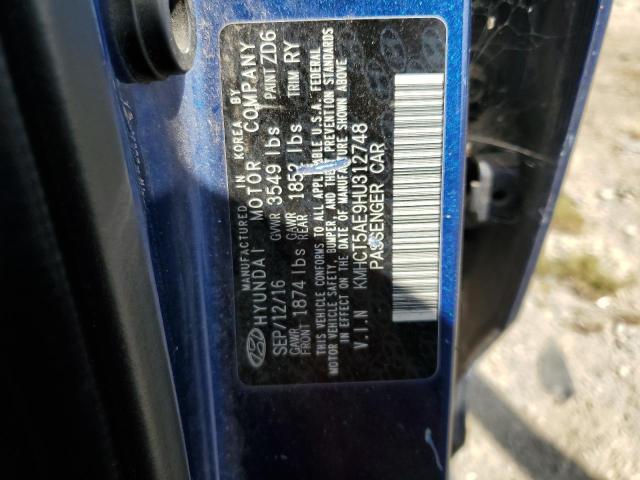 MANUFACTURED IN KOREA BY
HYUNDAI MOTOR COMPANY
SEP/12/16 GVWR 3549 lbs PAINT ZD6
GAWR FRONT 1874 lbs GAWR REAR 1852 lbs TRIM RY
THIS VEHICLE CONFORMS TO ALL APPLICABLE U.S.A. FEDERAL
MOTOR VEHICLE SAFETY, BUMPER, AND THEFT PREVENTION STANDARDS
IN EFFECT ON THE DATE OF MANUFACTURE SHOWN ABOVE
V.I.N KMHCT5AE9HU312748
PASSENGER CAR